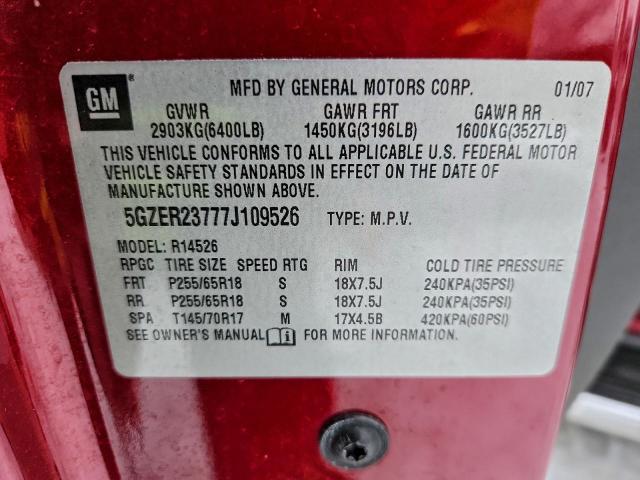 GM
MFD BY GENERAL MOTORS CORP. 01/07
GVWR GAWR FRT GAWR RR
2903KG(6400LB) 1450KG(3196LB) 1600KG(3527LB)
THIS VEHICLE CONFORMS TO ALL APPLICABLE U.S. FEDERAL MOTOR
VEHICLE SAFETY STANDARDS IN EFFECT ON THE DATE OF
MANUFACTURE SHOWN ABOVE.
5GZER23777J109526 TYPE: M.P.V.
MODEL: R14526
RPGC TIRE SIZE SPEED RTG RIM COLD TIRE PRESSURE
FRT P255/65R18 S 18X7.5J 240KPA(35PSI)
RR P255/65R18 S 18X7.5J 240KPA(35PSI)
SPA T145/70R17 M 17X4.5B 420KPA(60PSI)
SEE OWNER'S MANUAL FOR MORE INFORMATION.